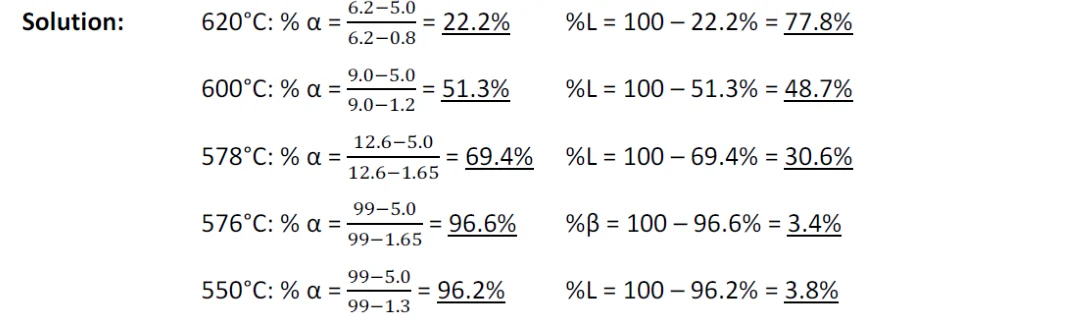 Solution: 620°C: % α = 6.2−5.0 / 6.2−0.8 = 22.2% %L = 100 – 22.2% = 77.8%
600°C: % α = 9.0−5.0 / 9.0−1.2 = 51.3% %L = 100 – 51.3% = 48.7%
578°C: % α = 12.6−5.0 / 12.6−1.65 = 69.4% %L = 100 – 69.4% = 30.6%
576°C: % α = 99−5.0 / 99−1.65 = 96.6% %β = 100 – 96.6% = 3.4%
550°C: % α = 99−5.0 / 99−1.3 = 96.2% %L = 100 – 96.2% = 3.8%